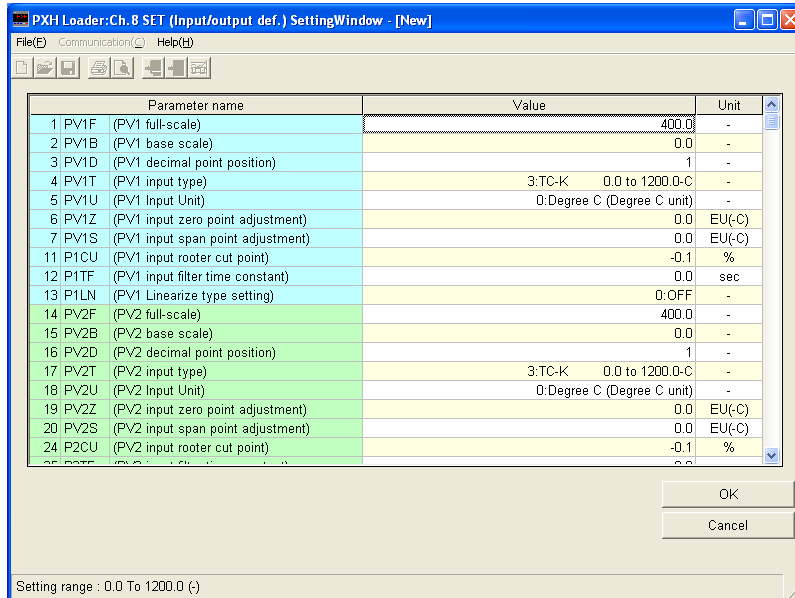 PXH Loader:Ch.8 SET (Input/output def.) SettingWindow - [New]
File(F) Communication(C) Help(H)
Parameter name Value Unit
1 PV1F (PV1 full-scale) 400.0 -
2 PV1B (PV1 base scale) 0.0 -
3 PV1D (PV1 decimal point position) 1 -
4 PV1T (PV1 input type) 3:TC-K 0.0 to 1200.0-C -
5 PV1U (PV1 Input Unit) 0:Degree C (Degree C unit) -
6 PV1Z (PV1 input zero point adjustment) 0.0 EU(-C)
7 PV1S (PV1 input span point adjustment) 0.0 EU(-C)
11 P1CU (PV1 input rooter cut point) -0.1 %
12 P1TF (PV1 input filter time constant) 0.0 sec
13 P1LN (PV1 Linearize type setting) 0:OFF -
14 PV2F (PV2 full-scale) 400.0 -
15 PV2B (PV2 base scale) 0.0 -
16 PV2D (PV2 decimal point position) 1 -
17 PV2T (PV2 input type) 3:TC-K 0.0 to 1200.0-C -
18 PV2U (PV2 Input Unit) 0:Degree C (Degree C unit) -
19 PV2Z (PV2 input zero point adjustment) 0.0 EU(-C)
20 PV2S (PV2 input span point adjustment) 0.0 EU(-C)
24 P2CU (PV2 input rooter cut point) -0.1 %
OK
Cancel
Setting range : 0.0 To 1200.0 (-)